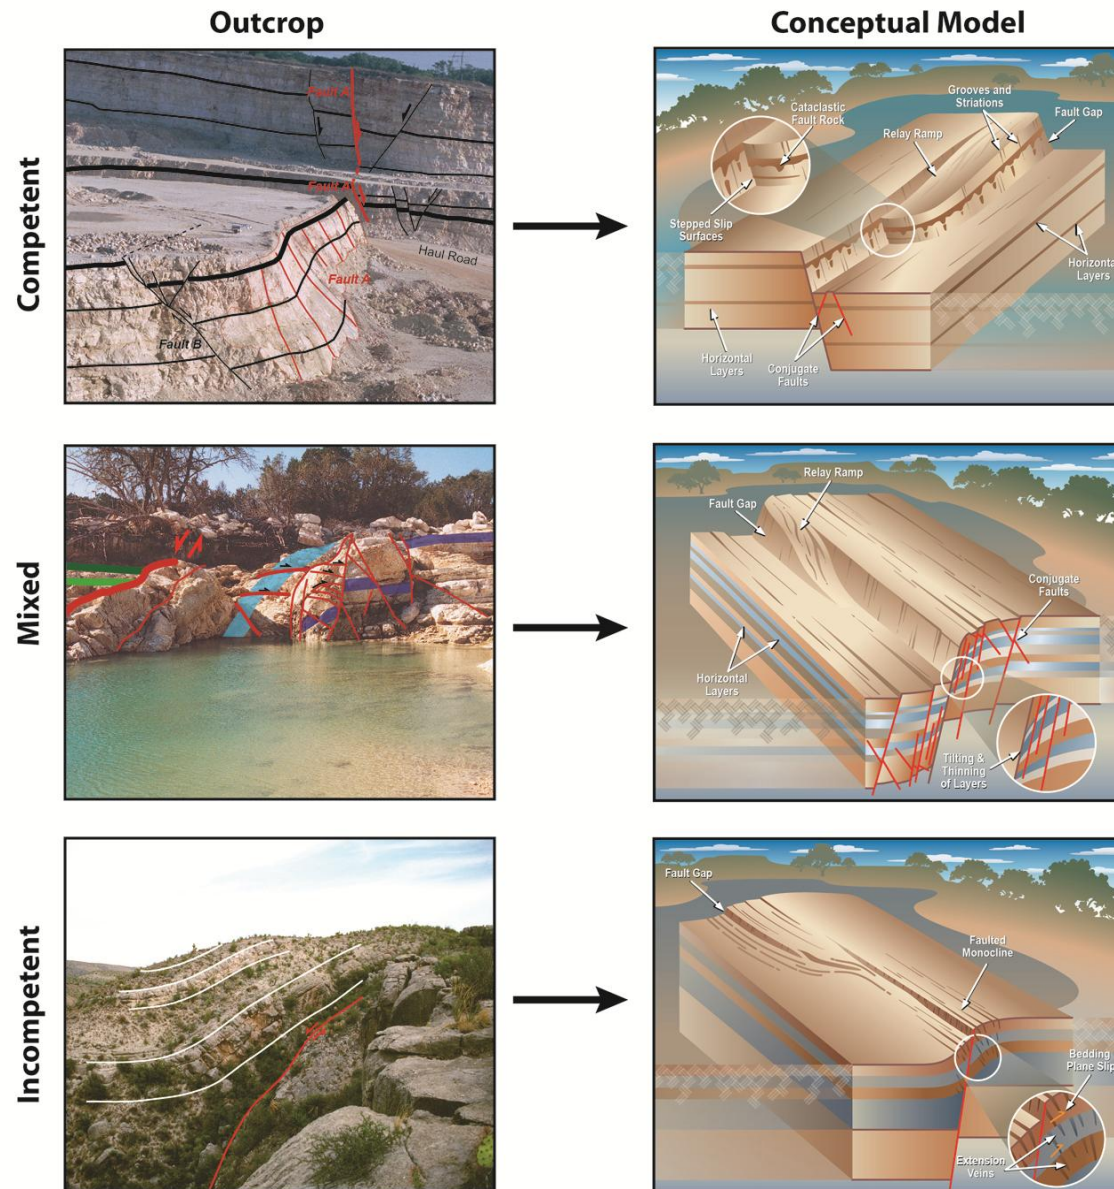 Outcrop
Conceptual Model
Competent
Fault A
Fault A
Fault A
Fault B
Haul Road
Cataclastic
Fault Rock
Grooves and
Striations
Relay Ramp
Fault Gap
Stepped Slip
Surfaces
Horizontal
Layers
Horizontal
Layers
Conjugate
Faults
Mixed
Relay Ramp
Fault Gap
Conjugate
Faults
Horizontal
Layers
Tilting &
Thinning
of Layers
Incompetent
Fault Gap
Faulted
Monocline
Bedding
Plane Slip
Extension
Veins